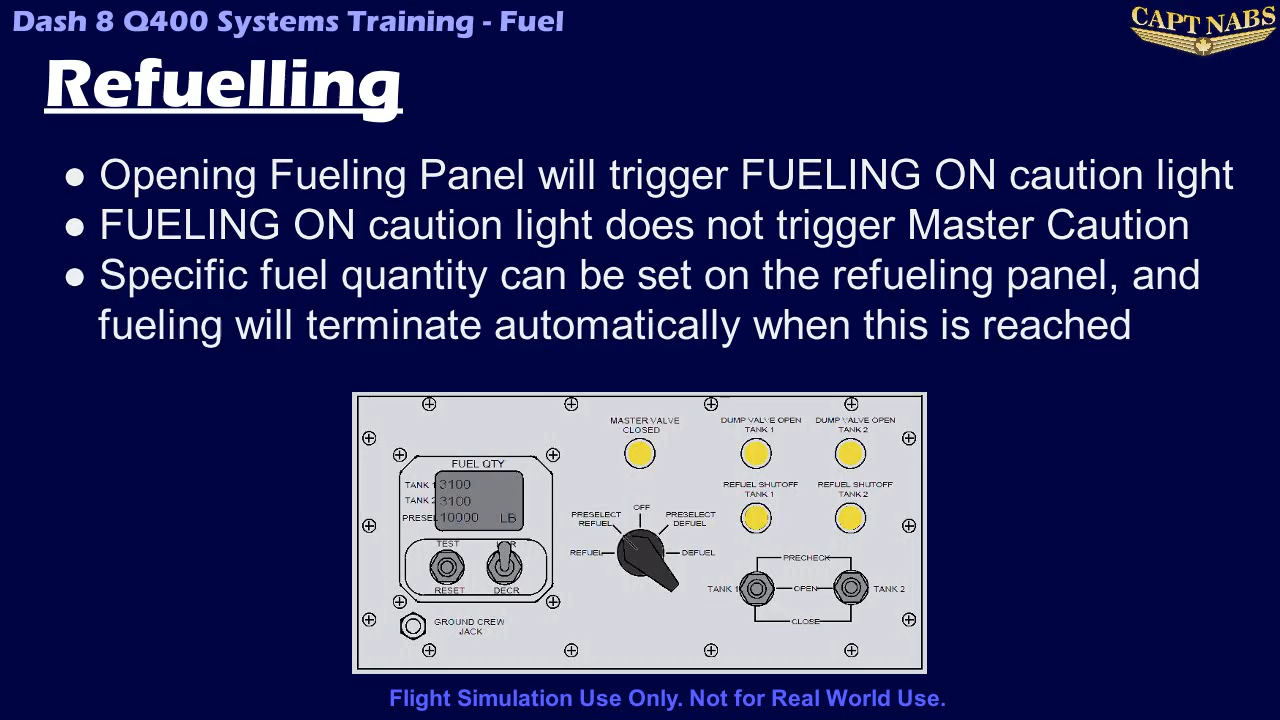 Dash 8 Q400 Systems Training - Fuel
CAPT NABS
Refuelling
● Opening Fueling Panel will trigger FUELING ON caution light
● FUELING ON caution light does not trigger Master Caution
● Specific fuel quantity can be set on the refueling panel, and
fueling will terminate automatically when this is reached
MASTER VALVE
CLOSED
DUMP VALVE OPEN
TANK 1
DUMP VALVE OPEN
TANK 2
FUEL QTY
TANK 1 3100
TANK 2 3100
PRESEL 10000 LB
TEST
RESET
DECR
GROUND CREW
JACK
OFF
PRESELECT
REFUEL
PRESELECT
DEFUEL
REFUEL
DEFUEL
REFUEL SHUTOFF
TANK 1
REFUEL SHUTOFF
TANK 2
PRECHECK
TANK 1
OPEN
TANK 2
CLOSE
Flight Simulation Use Only. Not for Real World Use.